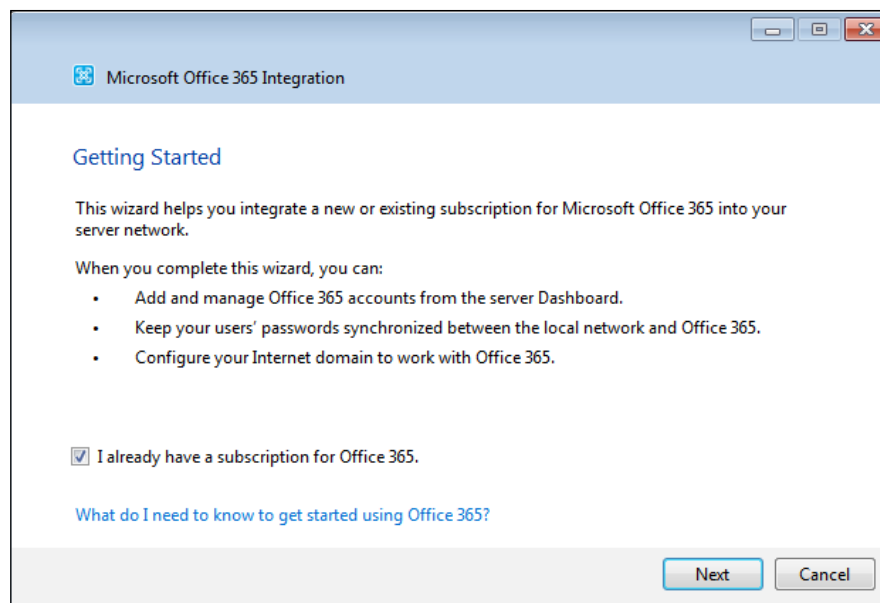 Microsoft Office 365 Integration
Getting Started
This wizard helps you integrate a new or existing subscription for Microsoft Office 365 into your
server network.
When you complete this wizard, you can:
• Add and manage Office 365 accounts from the server Dashboard.
• Keep your users' passwords synchronized between the local network and Office 365.
• Configure your Internet domain to work with Office 365.
I already have a subscription for Office 365.
What do I need to know to get started using Office 365?
Next Cancel